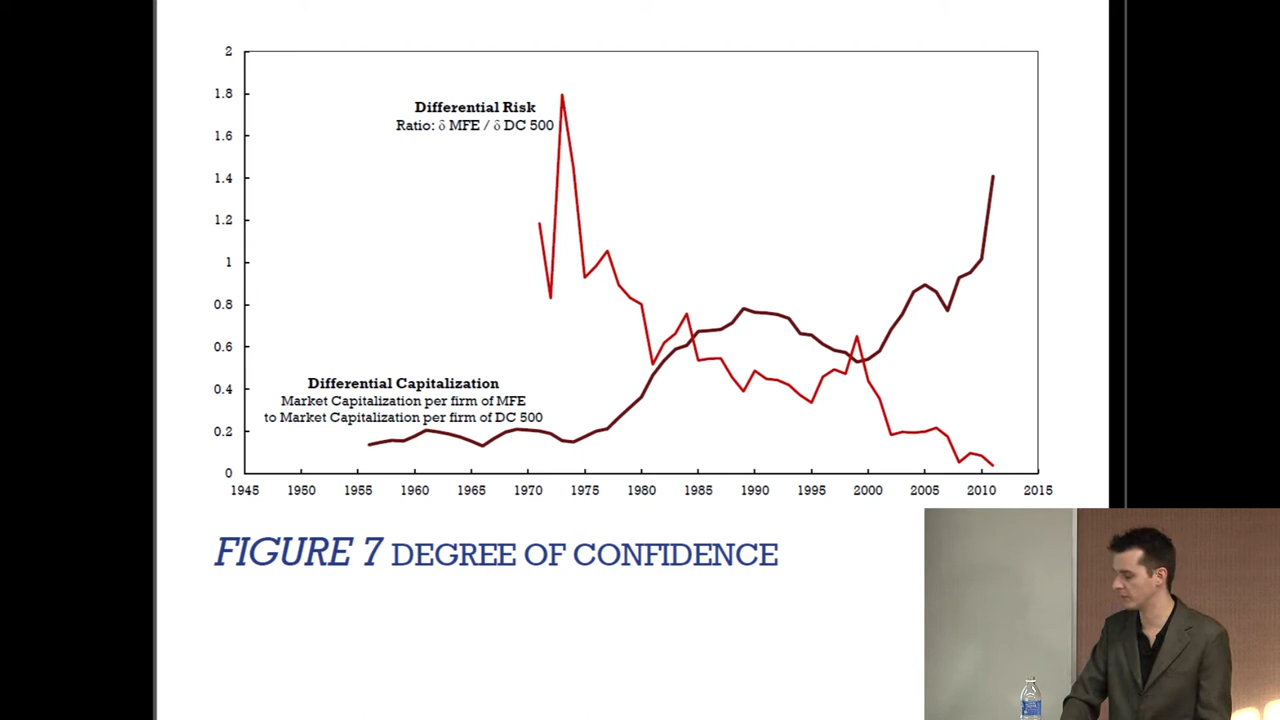 2
1.8
1.6
1.4
1.2
1
0.8
0.6
0.4
0.2
0
Differential Risk
Ratio: δ MFE / δ DC 500
Differential Capitalization
Market Capitalization per firm of MFE
to Market Capitalization per firm of DC 500
1945 1950 1955 1960 1965 1970 1975 1980 1985 1990 1995 2000 2005 2010 2015
FIGURE 7 DEGREE OF CONFIDENCE